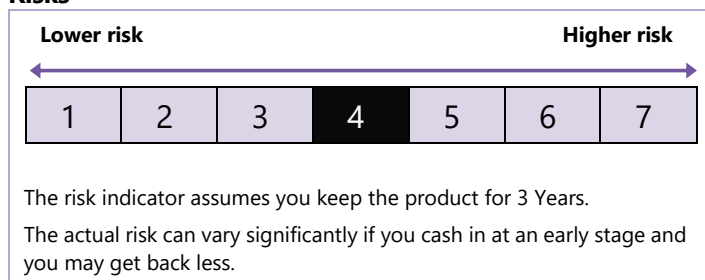 Lower risk Higher risk
1 2 3 4 5 6 7
The risk indicator assumes you keep the product for 3 Years.
The actual risk can vary significantly if you cash in at an early stage and
you may get back less.